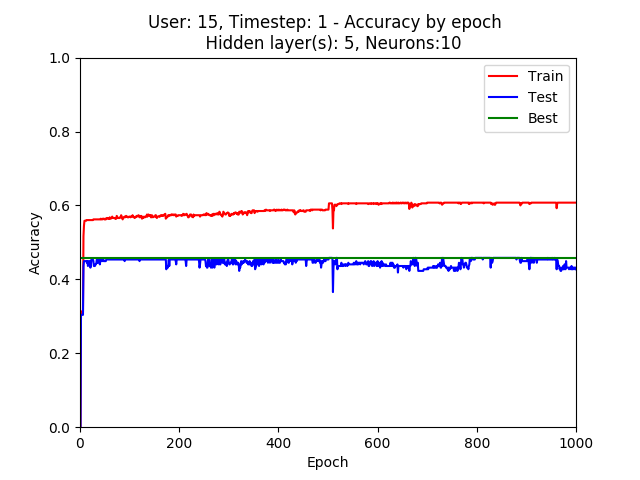 User: 15, Timestep: 1 - Accuracy by epoch
Hidden layer(s): 5, Neurons:10
Train
Test
Best
1.0
0.8
0.6
0.4
0.2
0.0
Accuracy
0 200 400 600 800 1000
Epoch